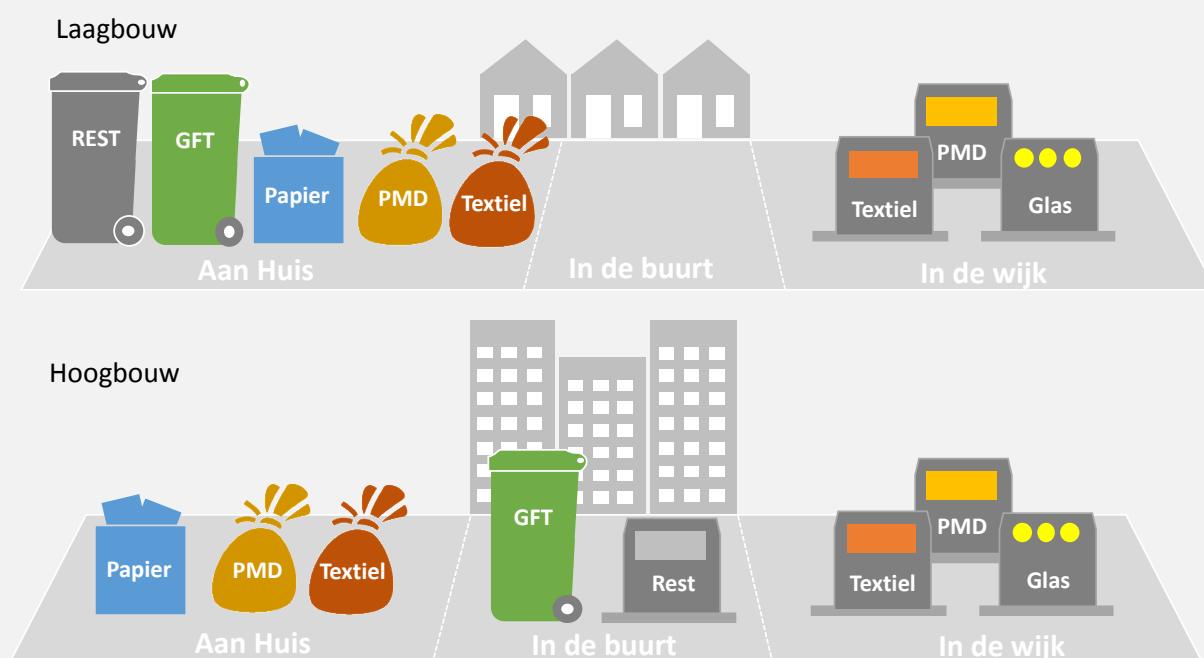 Laagbouw
REST
GFT
Papier
PMD
Textiel
PMD
Textiel
Glas
Aan Huis
In de buurt
In de wijk
Hoogbouw
Papier
PMD
Textiel
GFT
Rest
PMD
Textiel
Glas
Aan Huis
In de buurt
In de wijk